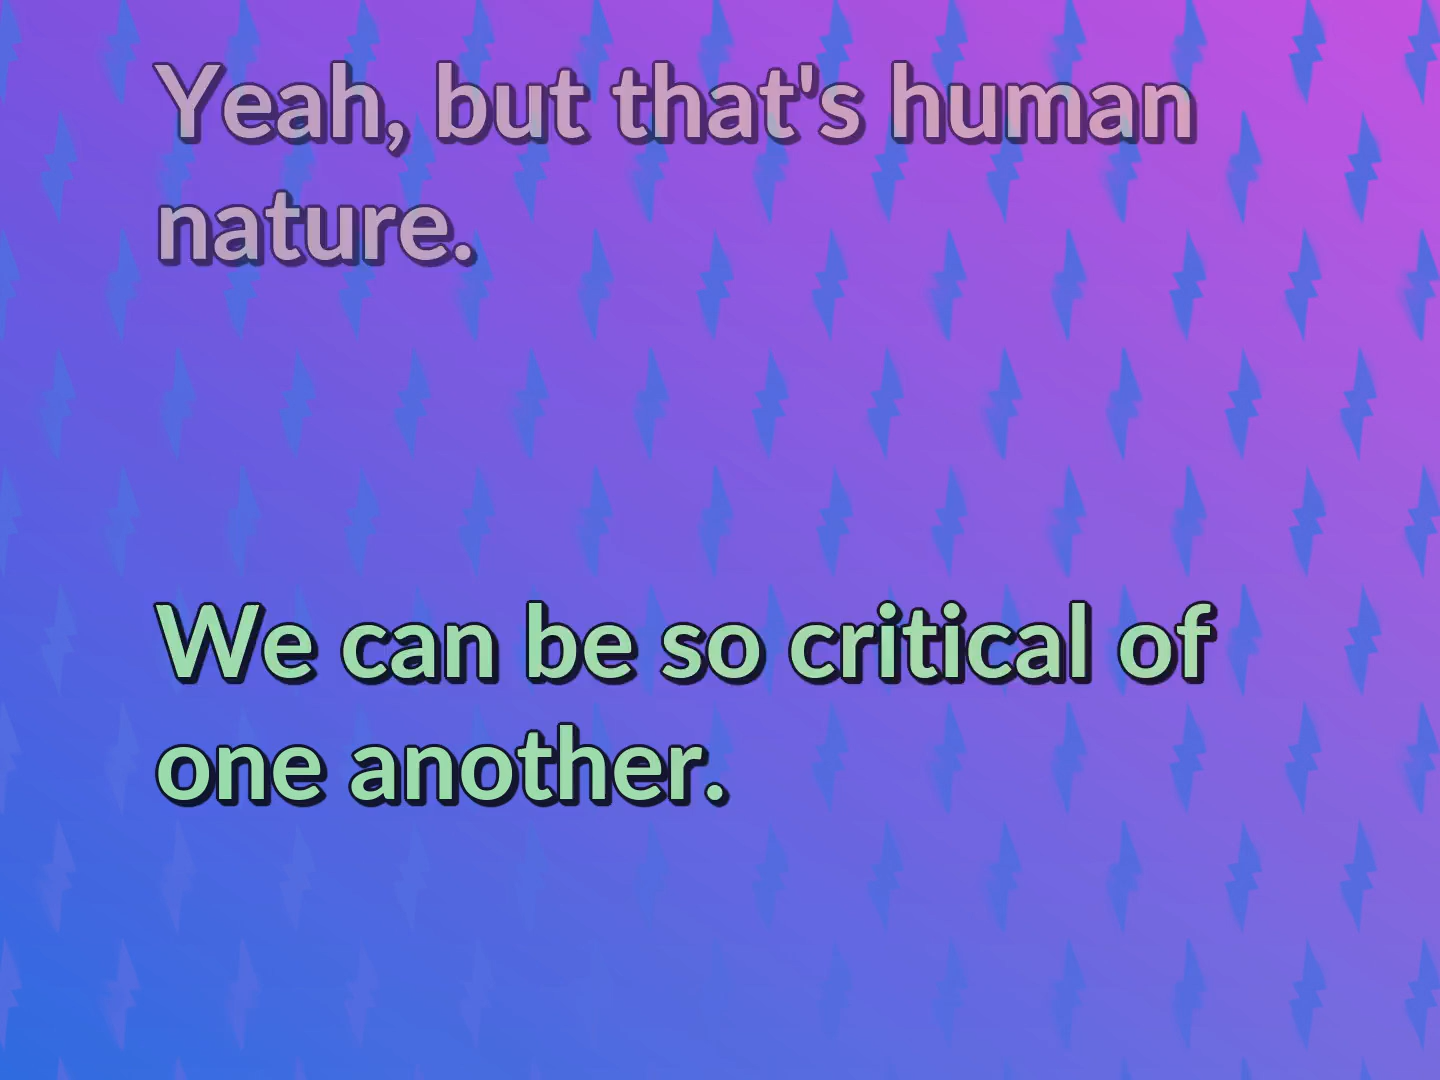 Yeah, but that's human
nature.
We can be so critical of
one another.